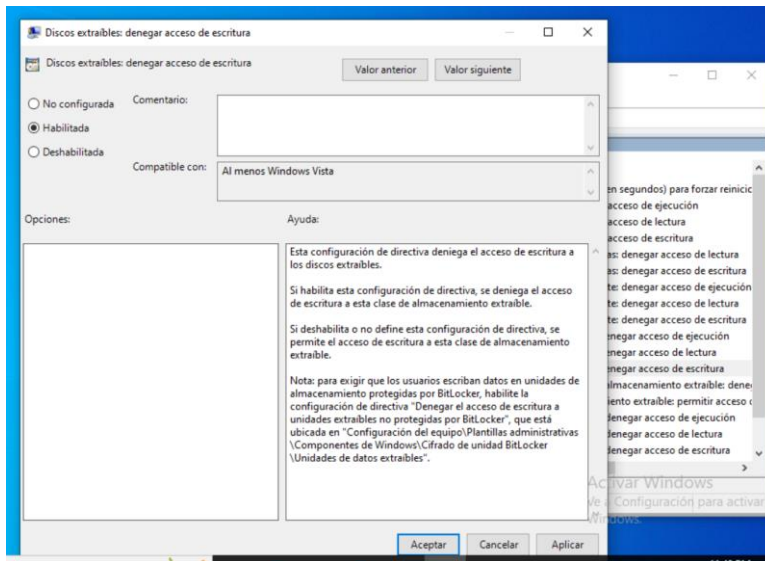 Discos extraíbles: denegar acceso de escritura
Discos extraíbles: denegar acceso de escritura
Valor anterior
Valor siguiente
No configurada
Habilitada
Deshabilitada
Comentario:
Compatible con:
Al menos Windows Vista
Opciones:
Ayuda:
Esta configuración de directiva deniega el acceso de escritura a
los discos extraíbles.
Si habilita esta configuración de directiva, se deniega el acceso
de escritura a esta clase de almacenamiento extraíble.
Si deshabilita o no define esta configuración de directiva, se
permite el acceso de escritura a esta clase de almacenamiento
extraíble.
Nota: para exigir que los usuarios escriban datos en unidades de
almacenamiento protegidas por BitLocker, habilite la
configuración de directiva "Denegar el acceso de escritura a
unidades extraíbles no protegidas por BitLocker", que está
ubicada en "Configuración del equipo\Plantillas administrativas
\Componentes de Windows\Cifrado de unidad BitLocker
\Unidades de datos extraíbles".
Aceptar
Cancelar
Aplicar
en segundos) para forzar reinicio
acceso de ejecución
acceso de lectura
acceso de escritura
as: denegar acceso de lectura
as: denegar acceso de escritura
te: denegar acceso de ejecución
te: denegar acceso de lectura
te: denegar acceso de escritura
enegar acceso de ejecución
enegar acceso de lectura
enegar acceso de escritura
lmacenamiento extraíble: dene
iento extraíble: permitir acceso
denegar acceso de ejecución
denegar acceso de lectura
denegar acceso de escritura
Activar Windows
Ve a Configuración para activar
Windows.